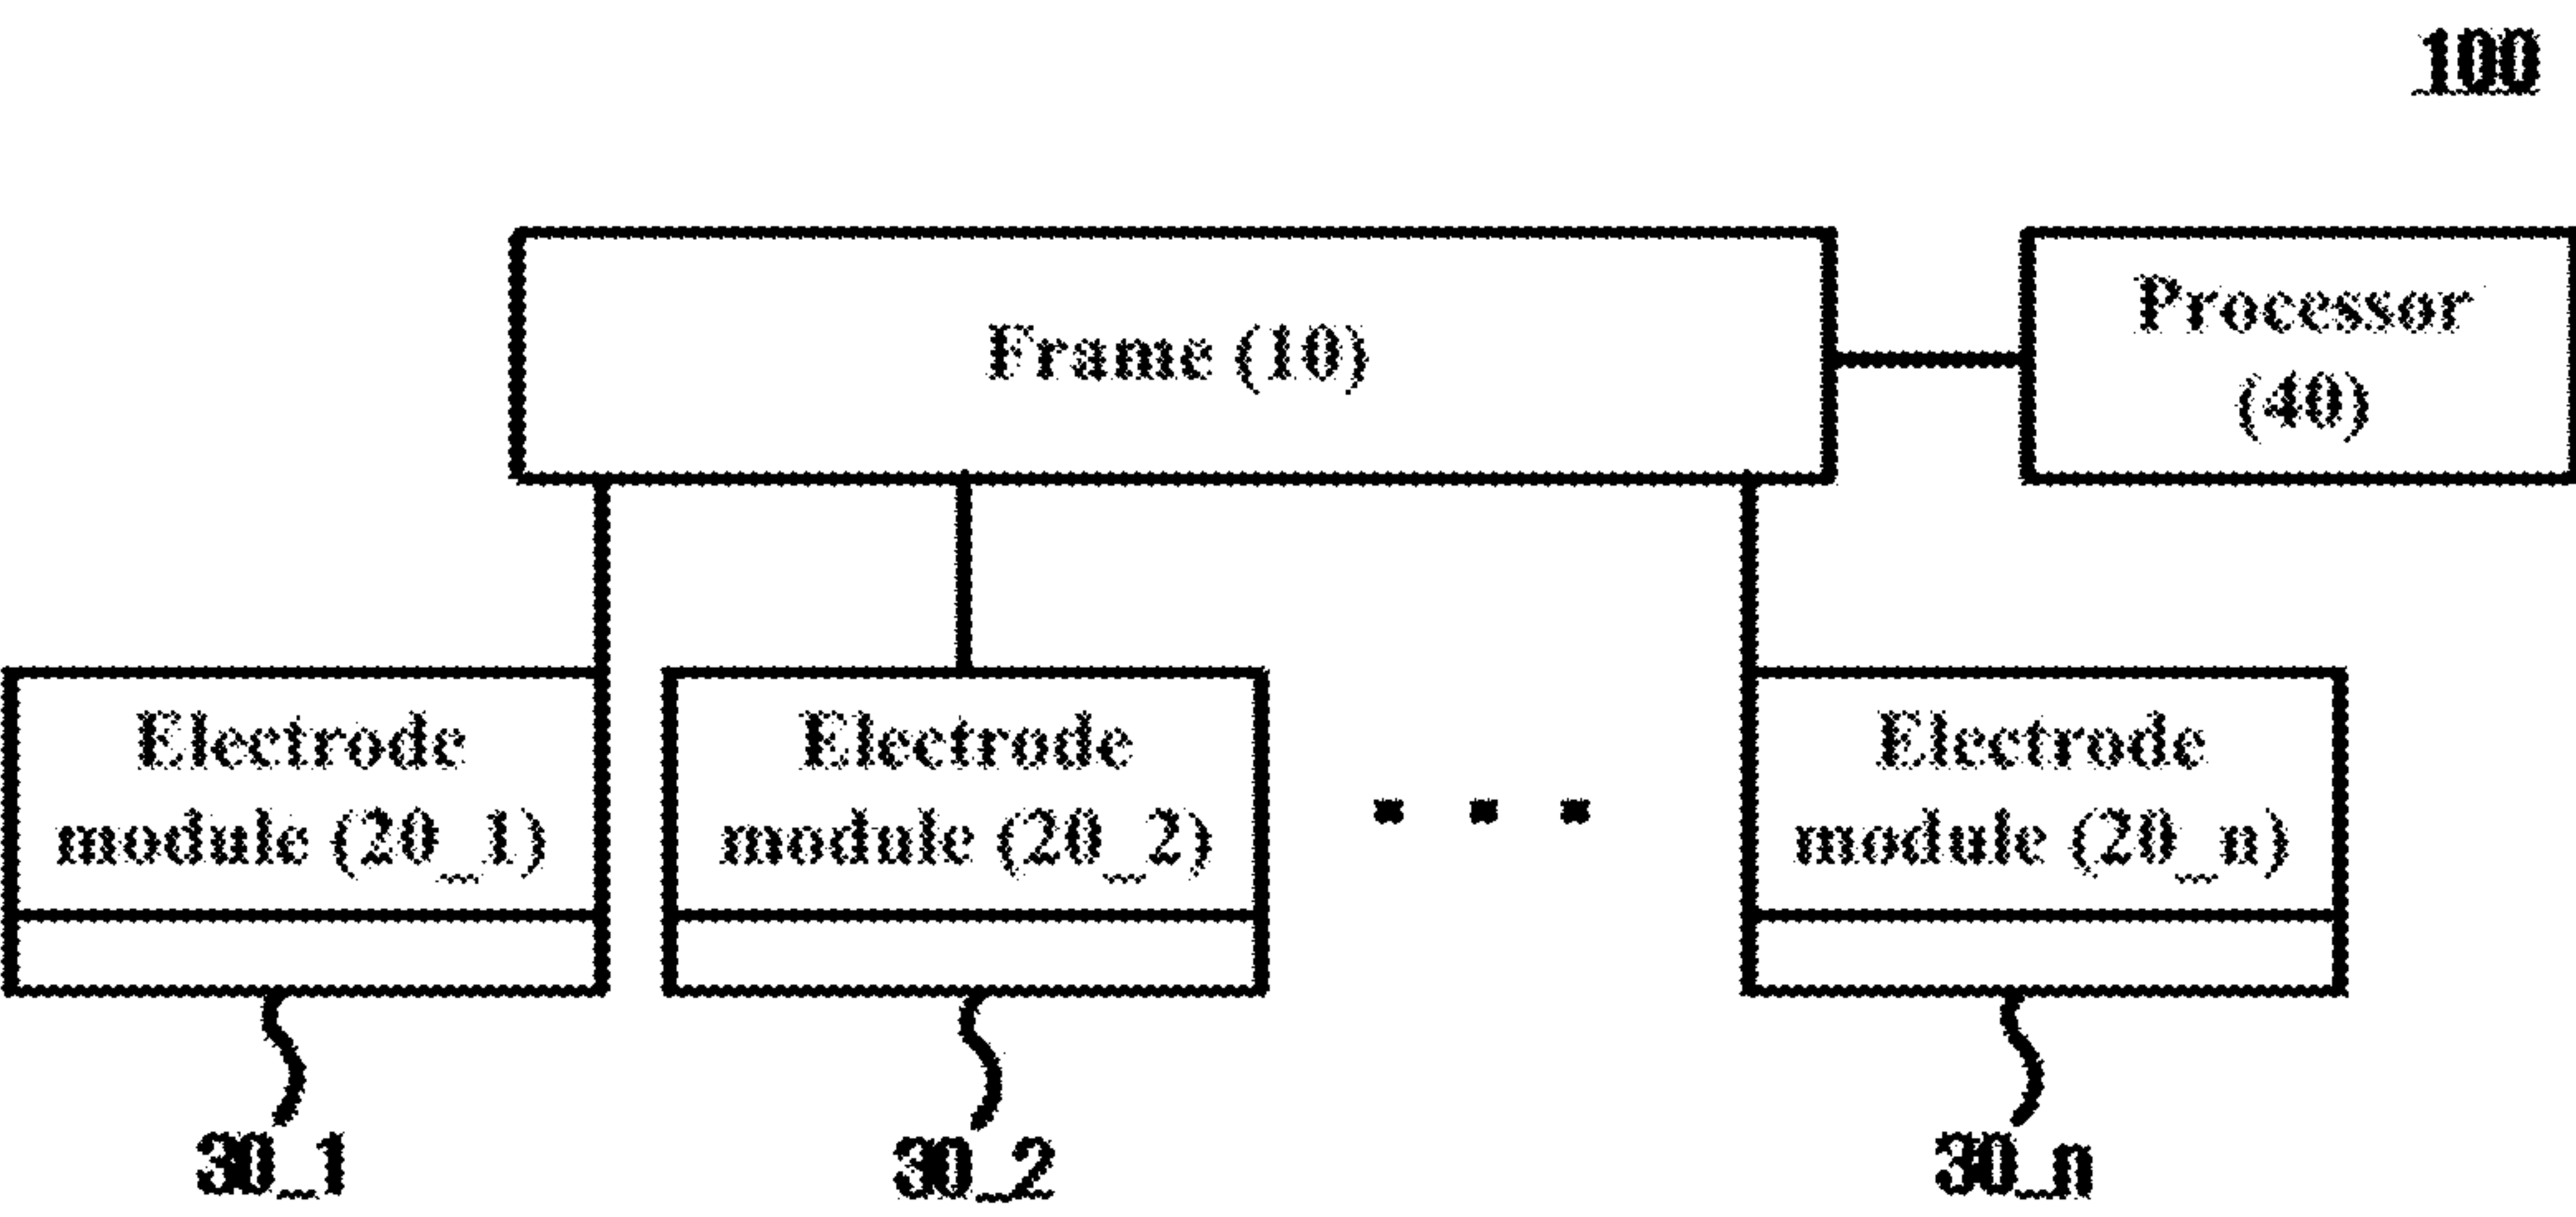 100
Frame (10)
Processor
(40)
Electrode
module (20_1)
Electrode
module (20_2)
Electrode
module (20_n)
30_1
30_2
30_n